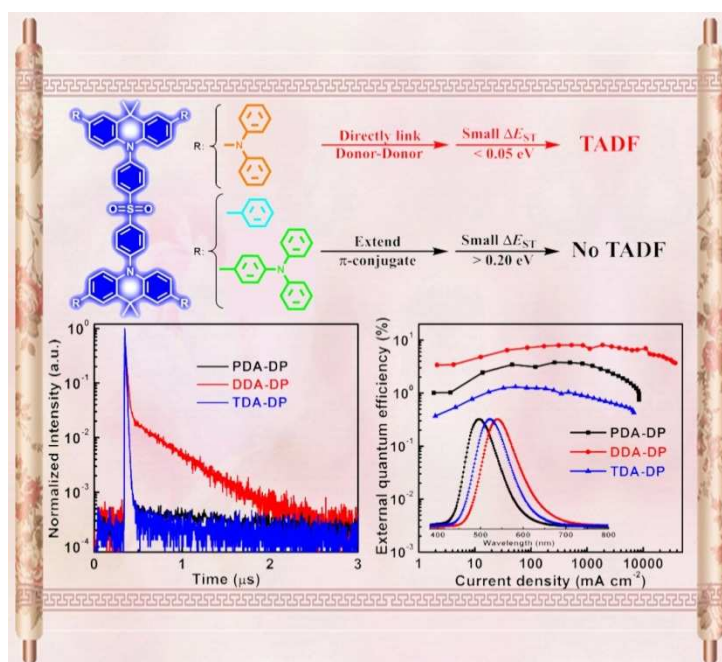 R R
N
O=S=O
N
R R
R:
N
R:
N
Directly link
Donor-Donor
Small ΔE_ST
< 0.05 eV
TADF
Extend
π-conjugate
Small ΔE_ST
> 0.20 eV
No TADF
Normalized Intensity (a.u.)
10⁰
10⁻¹
10⁻²
10⁻³
10⁻⁴
PDA-DP
DDA-DP
TDA-DP
0 1 2 3
Time (μs)
External quantum efficiency (%)
10²
10¹
10⁰
10⁻¹
10⁻²
10⁻³
PDA-DP
DDA-DP
TDA-DP
400 500 600 700 800
Wavelength (nm)
1 10 100 1000 10000
Current density (mA cm⁻²